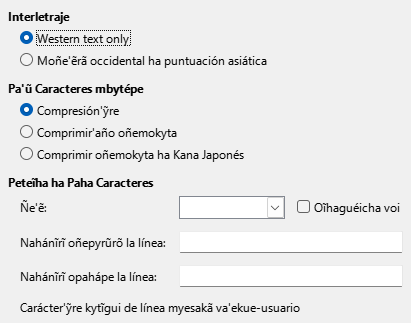 Interletraje
Western text only
Moñe'ẽrã occidental ha puntuación asiática
Pa'ũ Caracteres mbytépe
Compresión'ỹre
Comprimir'año oñemokyta
Comprimir oñemokyta ha Kana Japonés
Peteĩha ha Paha Caracteres
Ñe'ẽ:
Oĩhaguéicha voi
Nahániĩrĩ oñepyrũrõ la línea:
Nahániĩrĩ opahápe la línea:
Carácter'ỹre kytĩgui de línea myesakã va'ekue-usuario